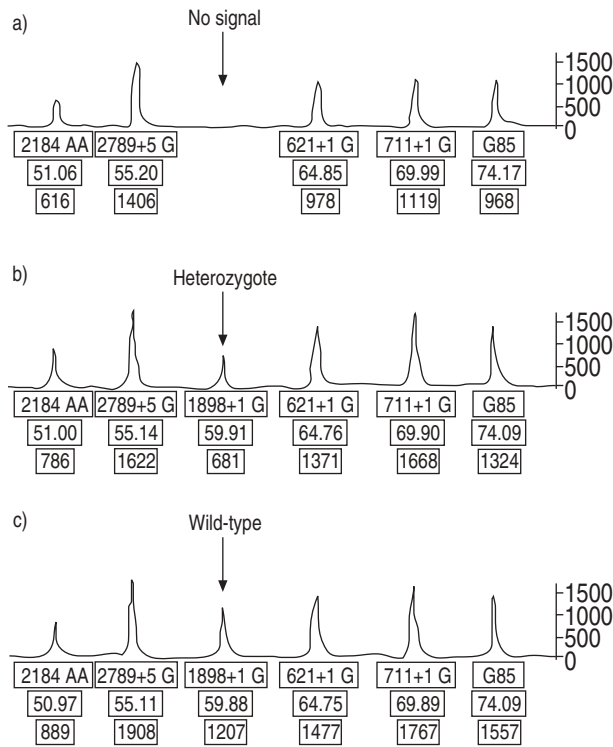 a)
No signal
1500
1000
500
0
2184 AA 2789+5 G 621+1 G 711+1 G G85
51.06 55.20 64.85 69.99 74.17
616 1406 978 1119 968
b)
Heterozygote
1500
1000
500
0
2184 AA 2789+5 G 1898+1 G 621+1 G 711+1 G G85
51.00 55.14 59.91 64.76 69.90 74.09
786 1622 681 1371 1668 1324
c)
Wild-type
1500
1000
500
0
2184 AA 2789+5 G 1898+1 G 621+1 G 711+1 G G85
50.97 55.11 59.88 64.75 69.89 74.09
889 1908 1207 1477 1767 1557